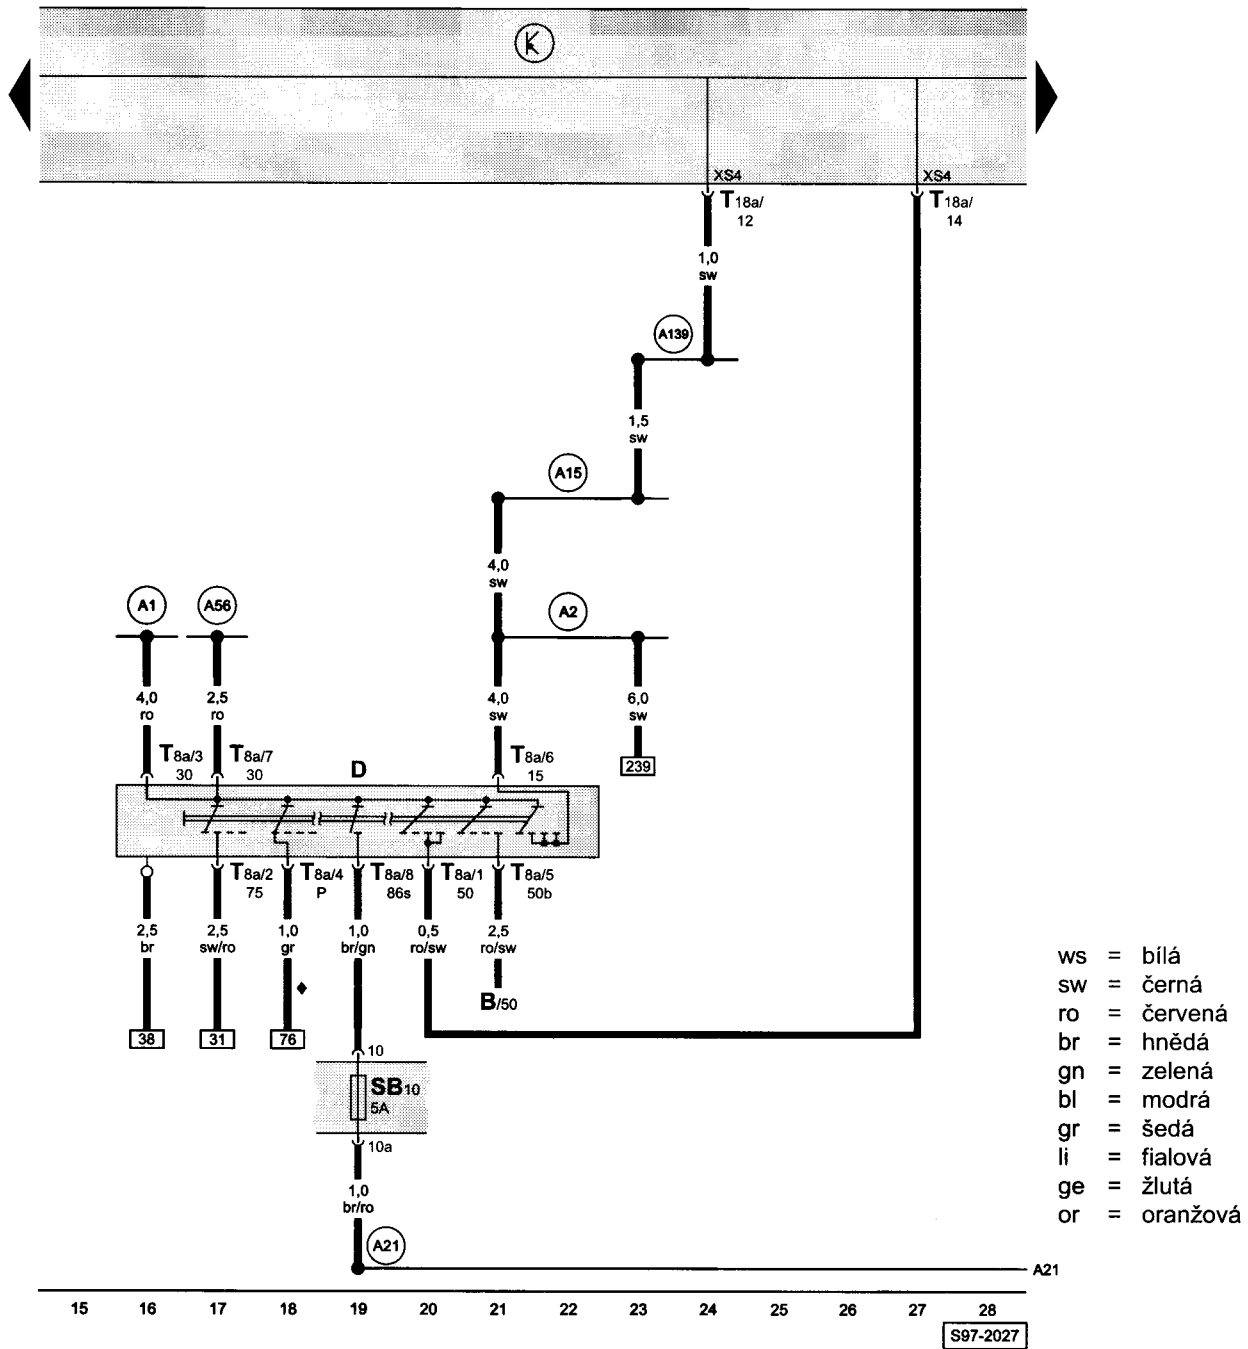 K
XS4
XS4
T18a/
12
T18a/
14
1,0
sw
A139
1,5
sw
A15
4,0
sw
A1
A56
A2
4,0
ro
2,5
ro
4,0
sw
6,0
sw
T8a/3
30
T8a/7
30
D
T8a/6
15
239
T8a/2
75
T8a/4
P
T8a/8
86s
T8a/1
50
T8a/5
50b
2,5
br
2,5
sw/ro
1,0
gr
1,0
br/gn
0,5
ro/sw
2,5
ro/sw
B/50
38
31
76
10
SB10
5A
10a
1,0
br/ro
A21
A21
ws = bílá
sw = černá
ro = červená
br = hnědá
gn = zelená
bl = modrá
gr = šedá
li = fialová
ge = žlutá
or = oranžová
15 16 17 18 19 20 21 22 23 24 25 26 27 28
S97-2027